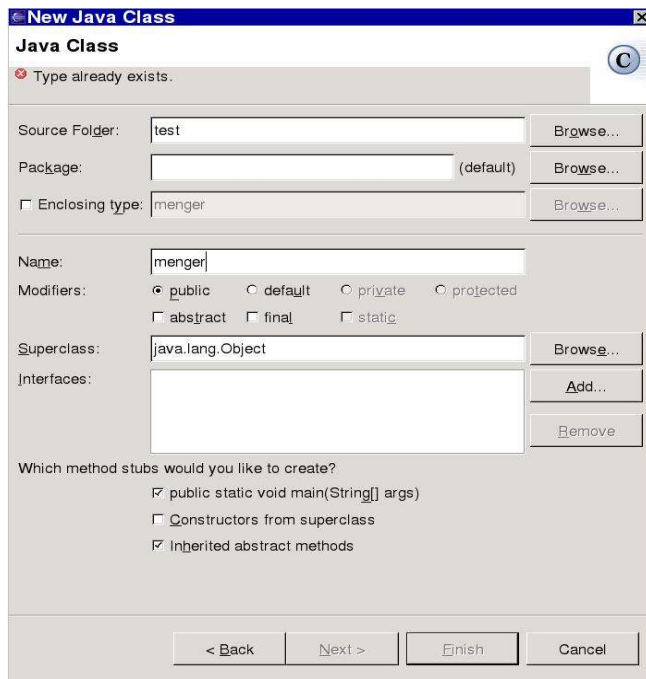 New Java Class
Java Class
C
Type already exists.
Source Folder: test Browse...
Package: (default) Browse...
Enclosing type: menger Browse...
Name: menger
Modifiers: public default private protected
abstract final static
Superclass: java.lang.Object Browse...
Interfaces: Add...
Remove
Which method stubs would you like to create?
public static void main(String[] args)
Constructors from superclass
Inherited abstract methods
< Back Next > Finish Cancel